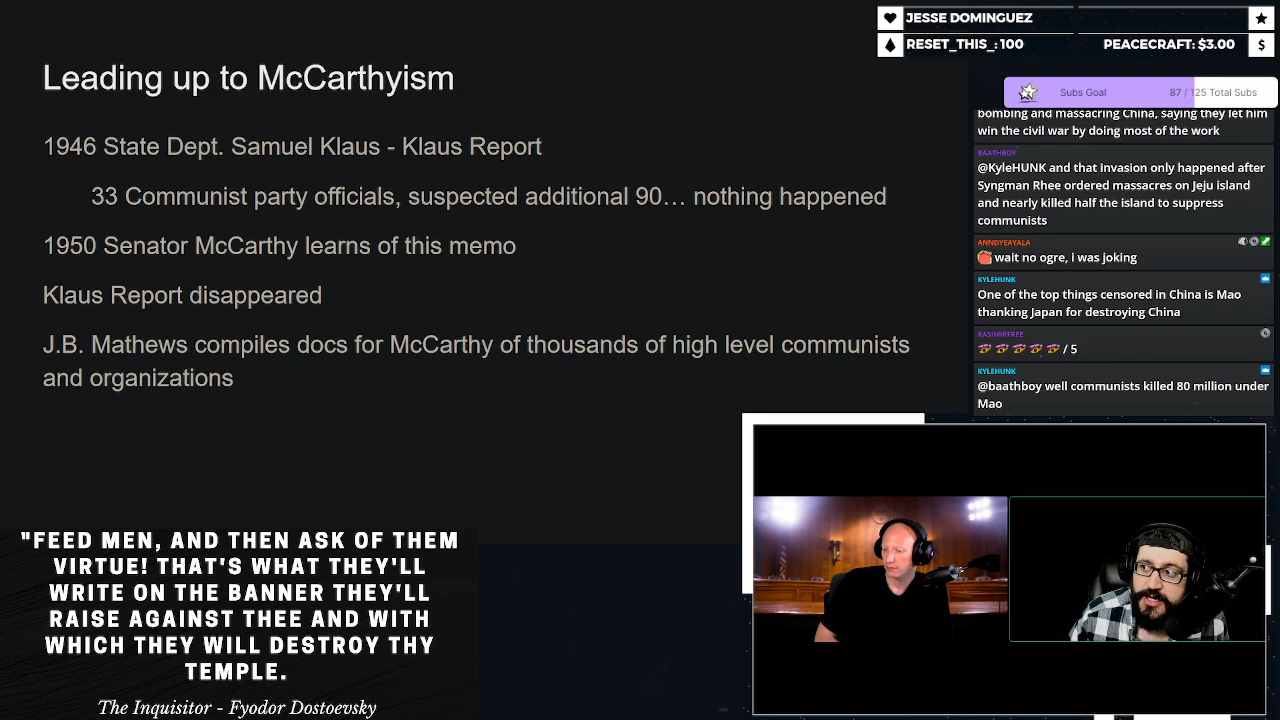 Leading up to McCarthyism
1946 State Dept. Samuel Klaus - Klaus Report
33 Communist party officials, suspected additional 90… nothing happened
1950 Senator McCarthy learns of this memo
Klaus Report disappeared
J.B. Mathews compiles docs for McCarthy of thousands of high level communists
and organizations
"FEED MEN, AND THEN ASK OF THEM
VIRTUE! THAT'S WHAT THEY'LL
WRITE ON THE BANNER THEY'LL
RAISE AGAINST THEE AND WITH
WHICH THEY WILL DESTROY THY
TEMPLE.
The Inquisitor - Fyodor Dostoevsky
JESSE DOMINGUEZ
RESET_THIS_: 100
PEACECRAFT: $3.00
$
Subs Goal
87 / 125 Total Subs
bombing and massacring China, saying they let him
win the civil war by doing most of the work
BAATHBOY
@KyleHUNK and that invasion only happened after
Syngman Rhee ordered massacres on Jeju island
and nearly killed half the island to suppress
communists
ANNDYEAYALA
wait no ogre, i was joking
KYLEHUNK
One of the top things censored in China is Mao
thanking Japan for destroying China
KASIMIRFREE
/ 5
KYLEHUNK
@baathboy well communists killed 80 million under
Mao